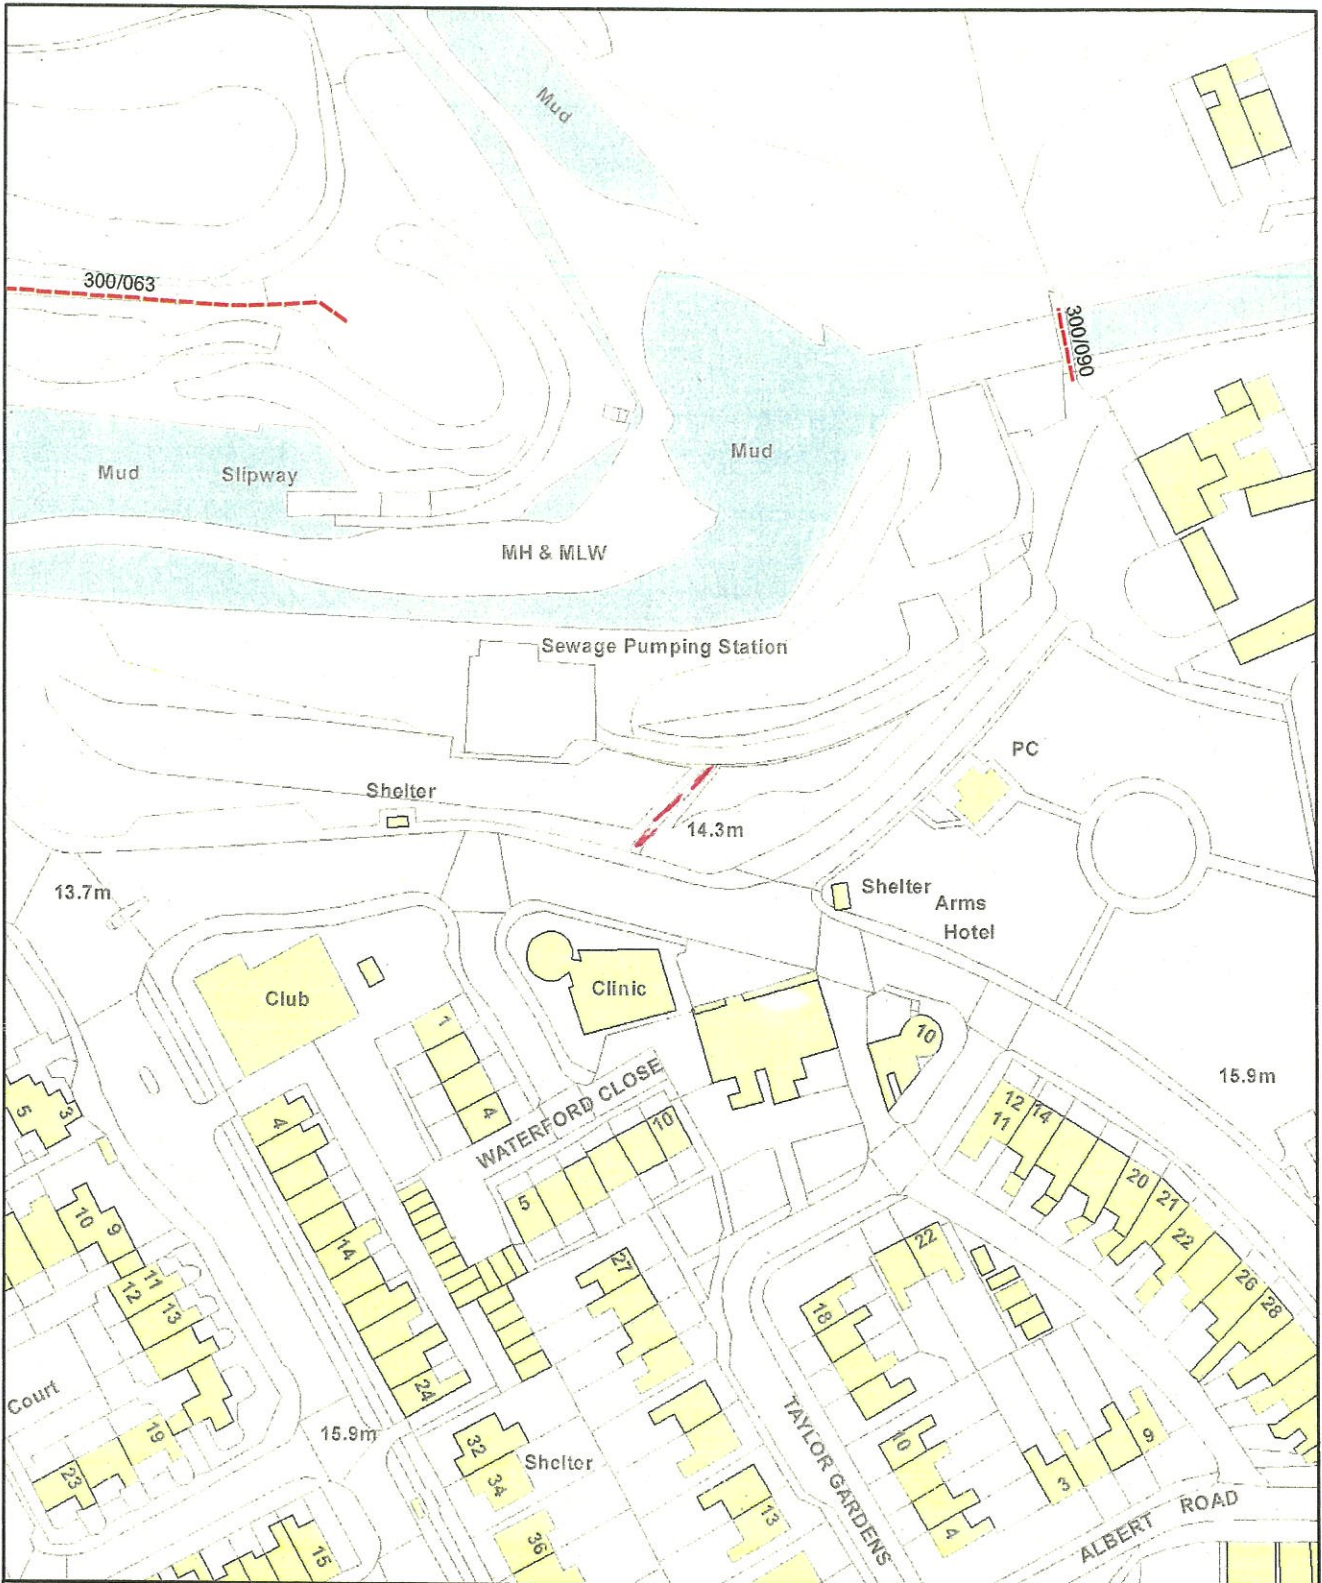 Mud
300/063
300/090
Mud
Slipway
Mud
MH & MLW
Sewage Pumping Station
PC
Shelter
14.3m
13.7m
Shelter
Arms
Hotel
Club
Clinic
1
10
15.9m
5
3
4
4
WATERFORD CLOSE
10
12
14
11
5
20
21
10
9
14
22
22
11
12
13
27
26
28
18
Court
24
15.9m
19
32
Shelter
TAYLOR GARDENS
10
9
23
34
3
13
ALBERT ROAD
4
36
15